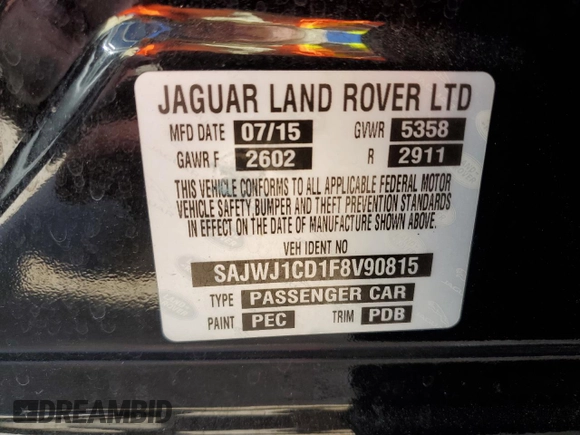 JAGUAR LAND ROVER LTD
MFD DATE 07/15 GVWR 5358
GAWR F 2602 R 2911
THIS VEHICLE CONFORMS TO ALL APPLICABLE FEDERAL MOTOR
VEHICLE SAFETY, BUMPER AND THEFT PREVENTION STANDARDS
IN EFFECT ON THE DATE OF MANUFACTURE SHOWN ABOVE.
VEH IDENT NO
SAJWJ1CD1F8V90815
TYPE PASSENGER CAR
PAINT PEC TRIM PDB
DREAMBID